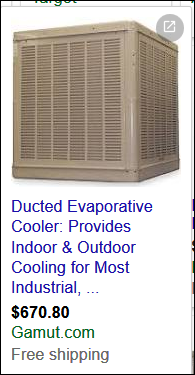 Ducted Evaporative
Cooler: Provides
Indoor & Outdoor
Cooling for Most
Industrial, ...
$670.80
Gamut.com
Free shipping